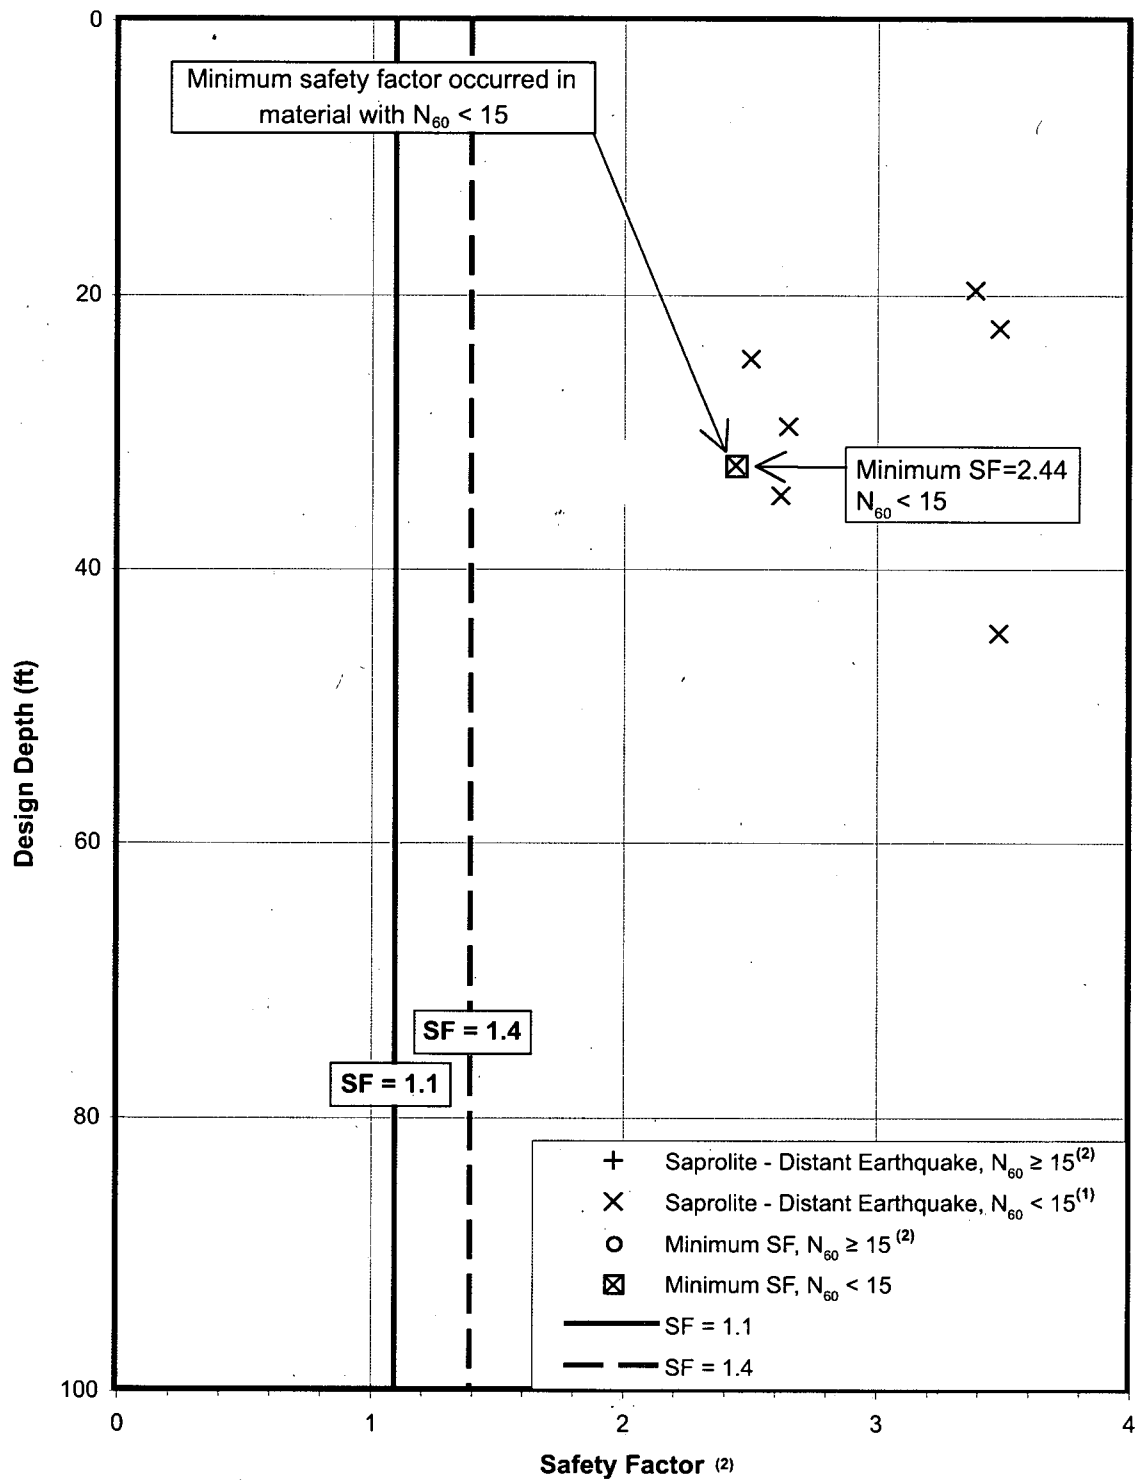 0
Minimum safety factor occurred in
material with N60 < 15
20
Minimum SF=2.44
N60 < 15
40
Design Depth (ft)
60
SF = 1.4
SF = 1.1
80
Saprolite - Distant Earthquake, N60 ≥ 15(2)
Saprolite - Distant Earthquake, N60 < 15(1)
Minimum SF, N60 ≥ 15 (2)
Minimum SF, N60 < 15
SF = 1.1
SF = 1.4
100
0 1 2 3 4
Safety Factor (2)